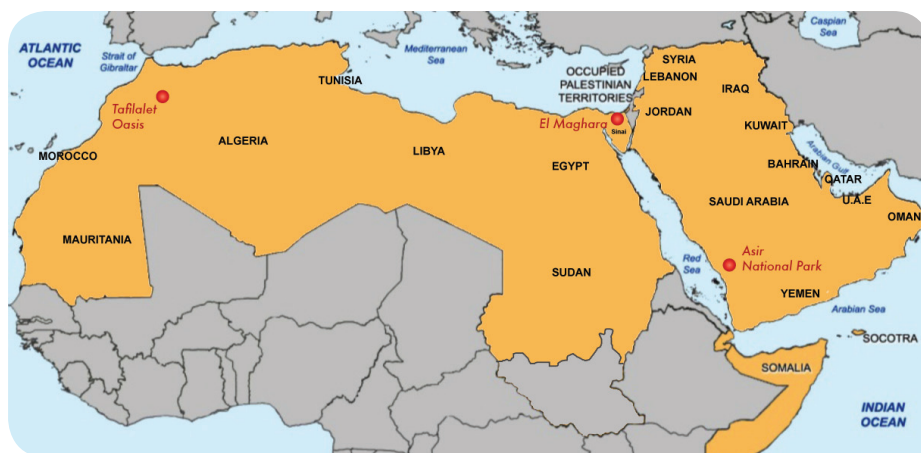 ATLANTIC
OCEAN
Strait of
Gibraltar
Mediterranean
Sea
Caspian
Sea
TUNISIA
Tafilalet
Oasis
MOROCCO
ALGERIA
LIBYA
EGYPT
MAURITANIA
SUDAN
OCCUPIED
PALESTINIAN
TERRITORIES
El Maghara
Sinai
SYRIA
LEBANON
IRAQ
JORDAN
KUWAIT
BAHRAIN
Arabian Gulf
QATAR
U.A.E
SAUDI ARABIA
OMAN
Asir
National Park
Red
Sea
YEMEN
Arabian Sea
SOCOTRA
SOMALIA
INDIAN
OCEAN